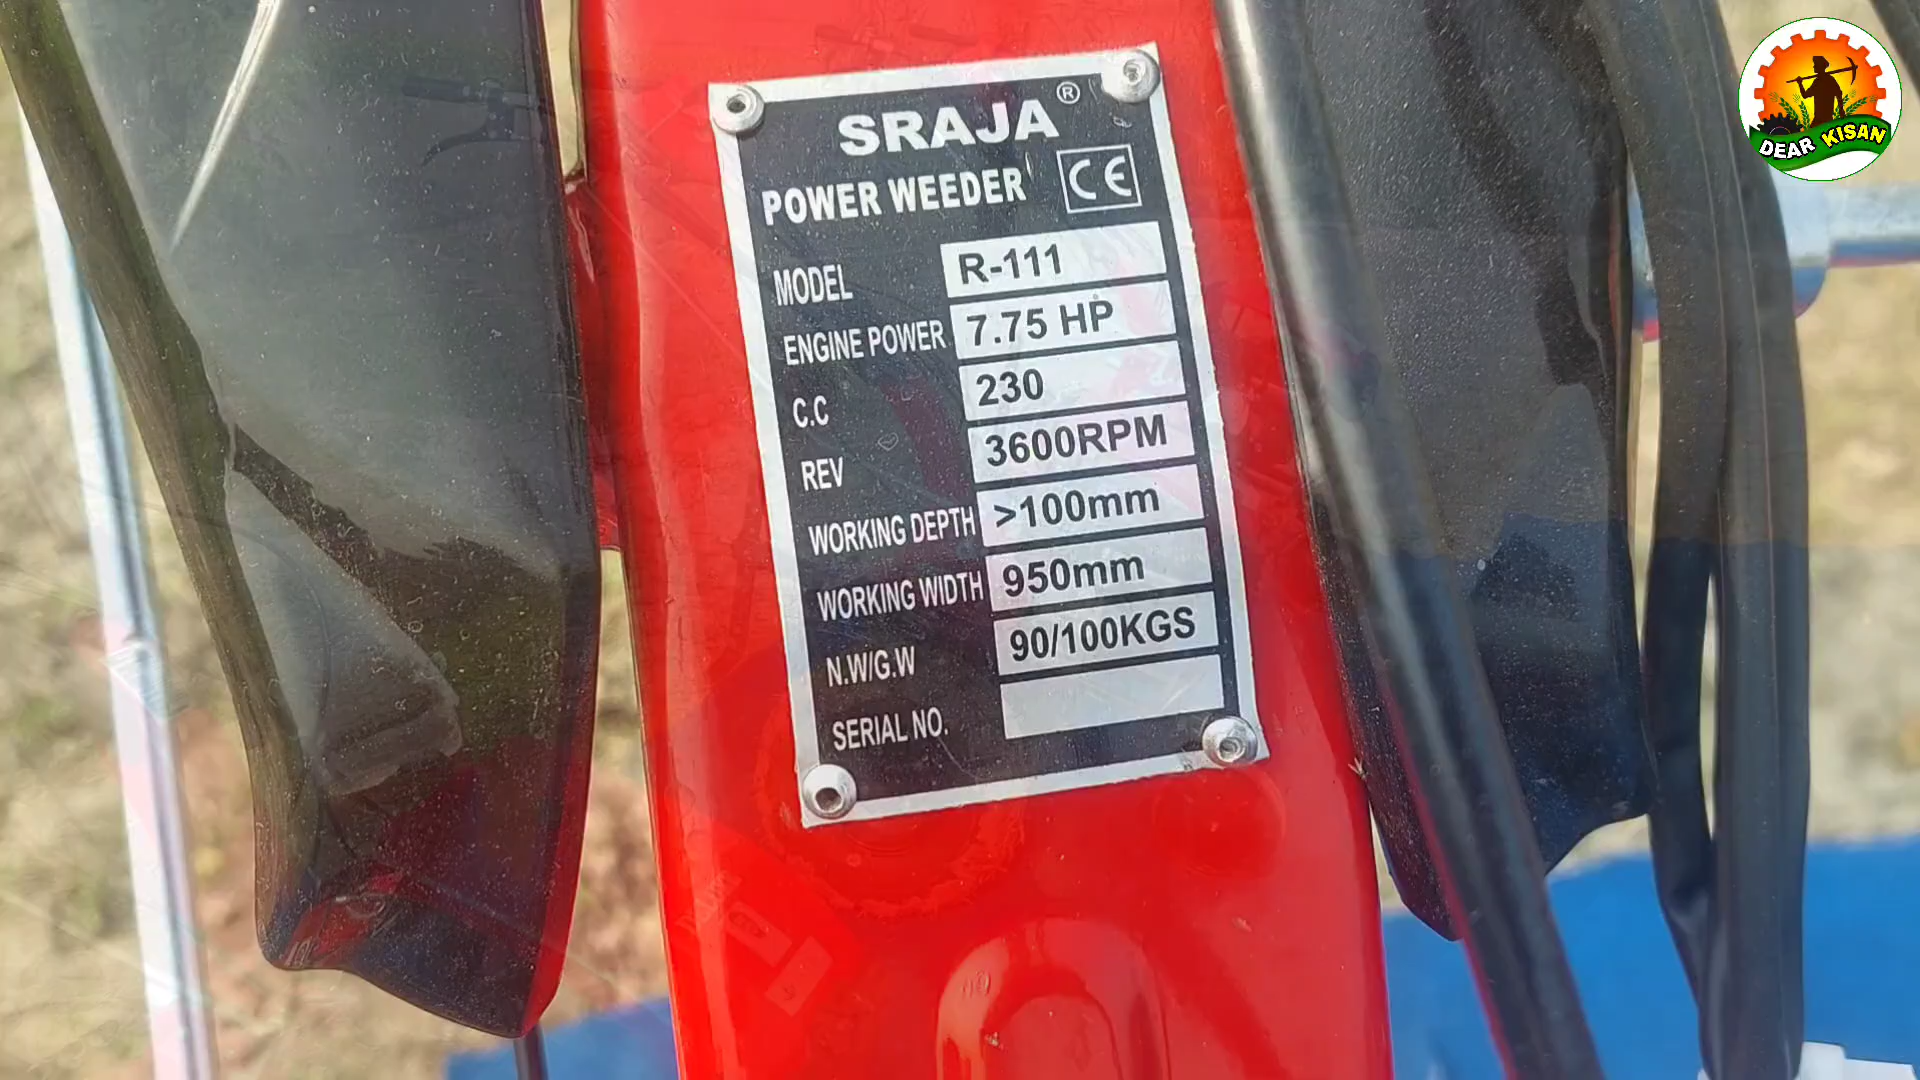 SRAJA ®
POWER WEEDER CE
MODEL R-111
ENGINE POWER 7.75 HP
C.C 230
REV 3600RPM
WORKING DEPTH >100mm
WORKING WIDTH 950mm
N.W/G.W 90/100KGS
SERIAL NO.
DEAR KISAN